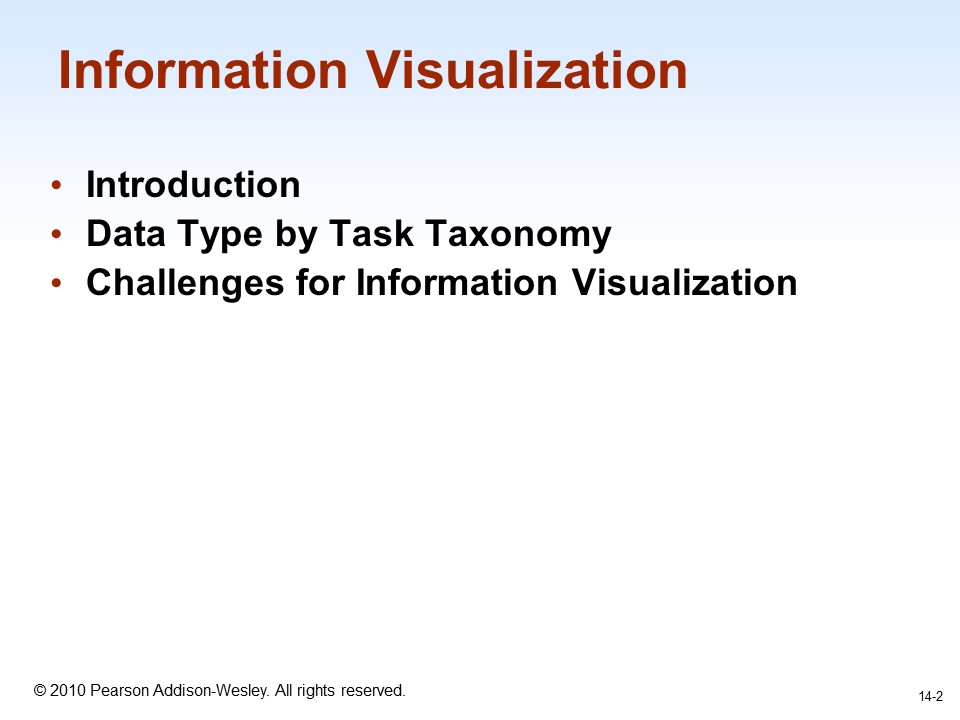 Information Visualization
• Introduction
• Data Type by Task Taxonomy
• Challenges for Information Visualization
© 2010 Pearson Addison-Wesley. All rights reserved.
14-2